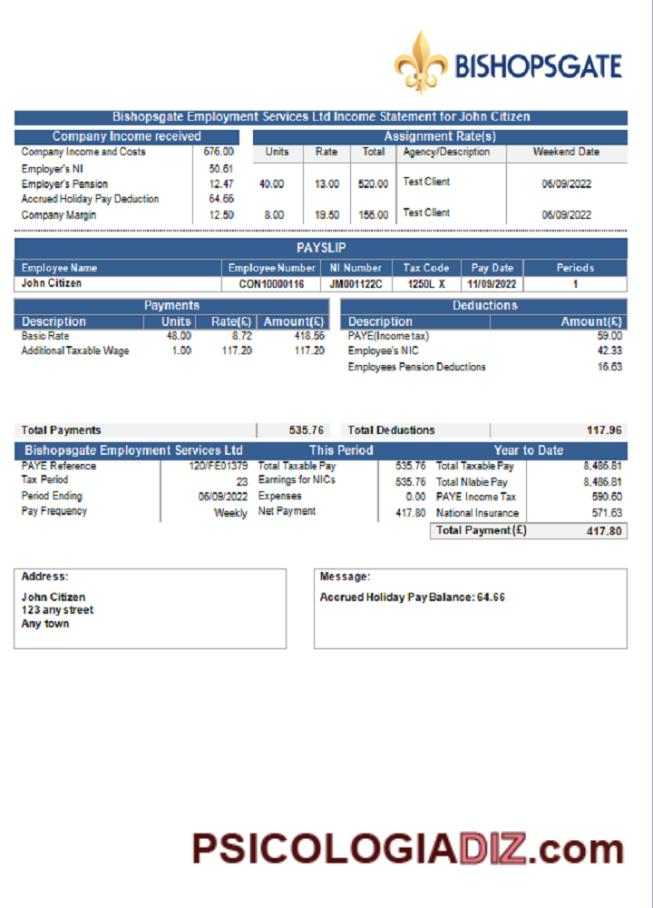 BISHOPSGATE
Bishopsgate Employment Services Ltd Income Statement for John Citizen
Company Income received Assignment Rate(s)
Company Income and Costs 676.00 Units Rate Total Agency/Description Weekend Date
Employer's NI 50.61
Employer's Pension 12.47 40.00 13.00 520.00 Test Client 06/09/2022
Accrued Holiday Pay Deduction 64.66
Company Margin 12.50 8.00 19.50 156.00 Test Client 06/09/2022
PAYSLIP
Employee Name Employee Number NI Number Tax Code Pay Date Periods
John Citizen CON10000116 JM001122C 1250L X 11/09/2022 1
Payments Deductions
Description Units Rate(£) Amount(£) Description Amount(£)
Basic Rate 48.00 8.72 418.56 PAYE(Income tax) 59.00
Additional Taxable Wage 1.00 117.20 117.20 Employee's NIC 42.33
Employees Pension Deductions 16.63
Total Payments 535.76 Total Deductions 117.96
Bishopsgate Employment Services Ltd This Period Year to Date
PAYE Reference 120/FE01379 Total Taxable Pay 535.76 Total Taxable Pay 8,486.81
Tax Period 23 Earnings for NICs 535.76 Total Niable Pay 8,486.81
Period Ending 06/09/2022 Expenses 0.00 PAYE Income Tax 590.60
Pay Frequency Weekly Net Payment 417.80 National Insurance 571.63
Total Payment(£) 417.80
Address: Message:
John Citizen Accrued Holiday Pay Balance: 64.66
123 any street
Any town
PSICOLOGIADIZ.com